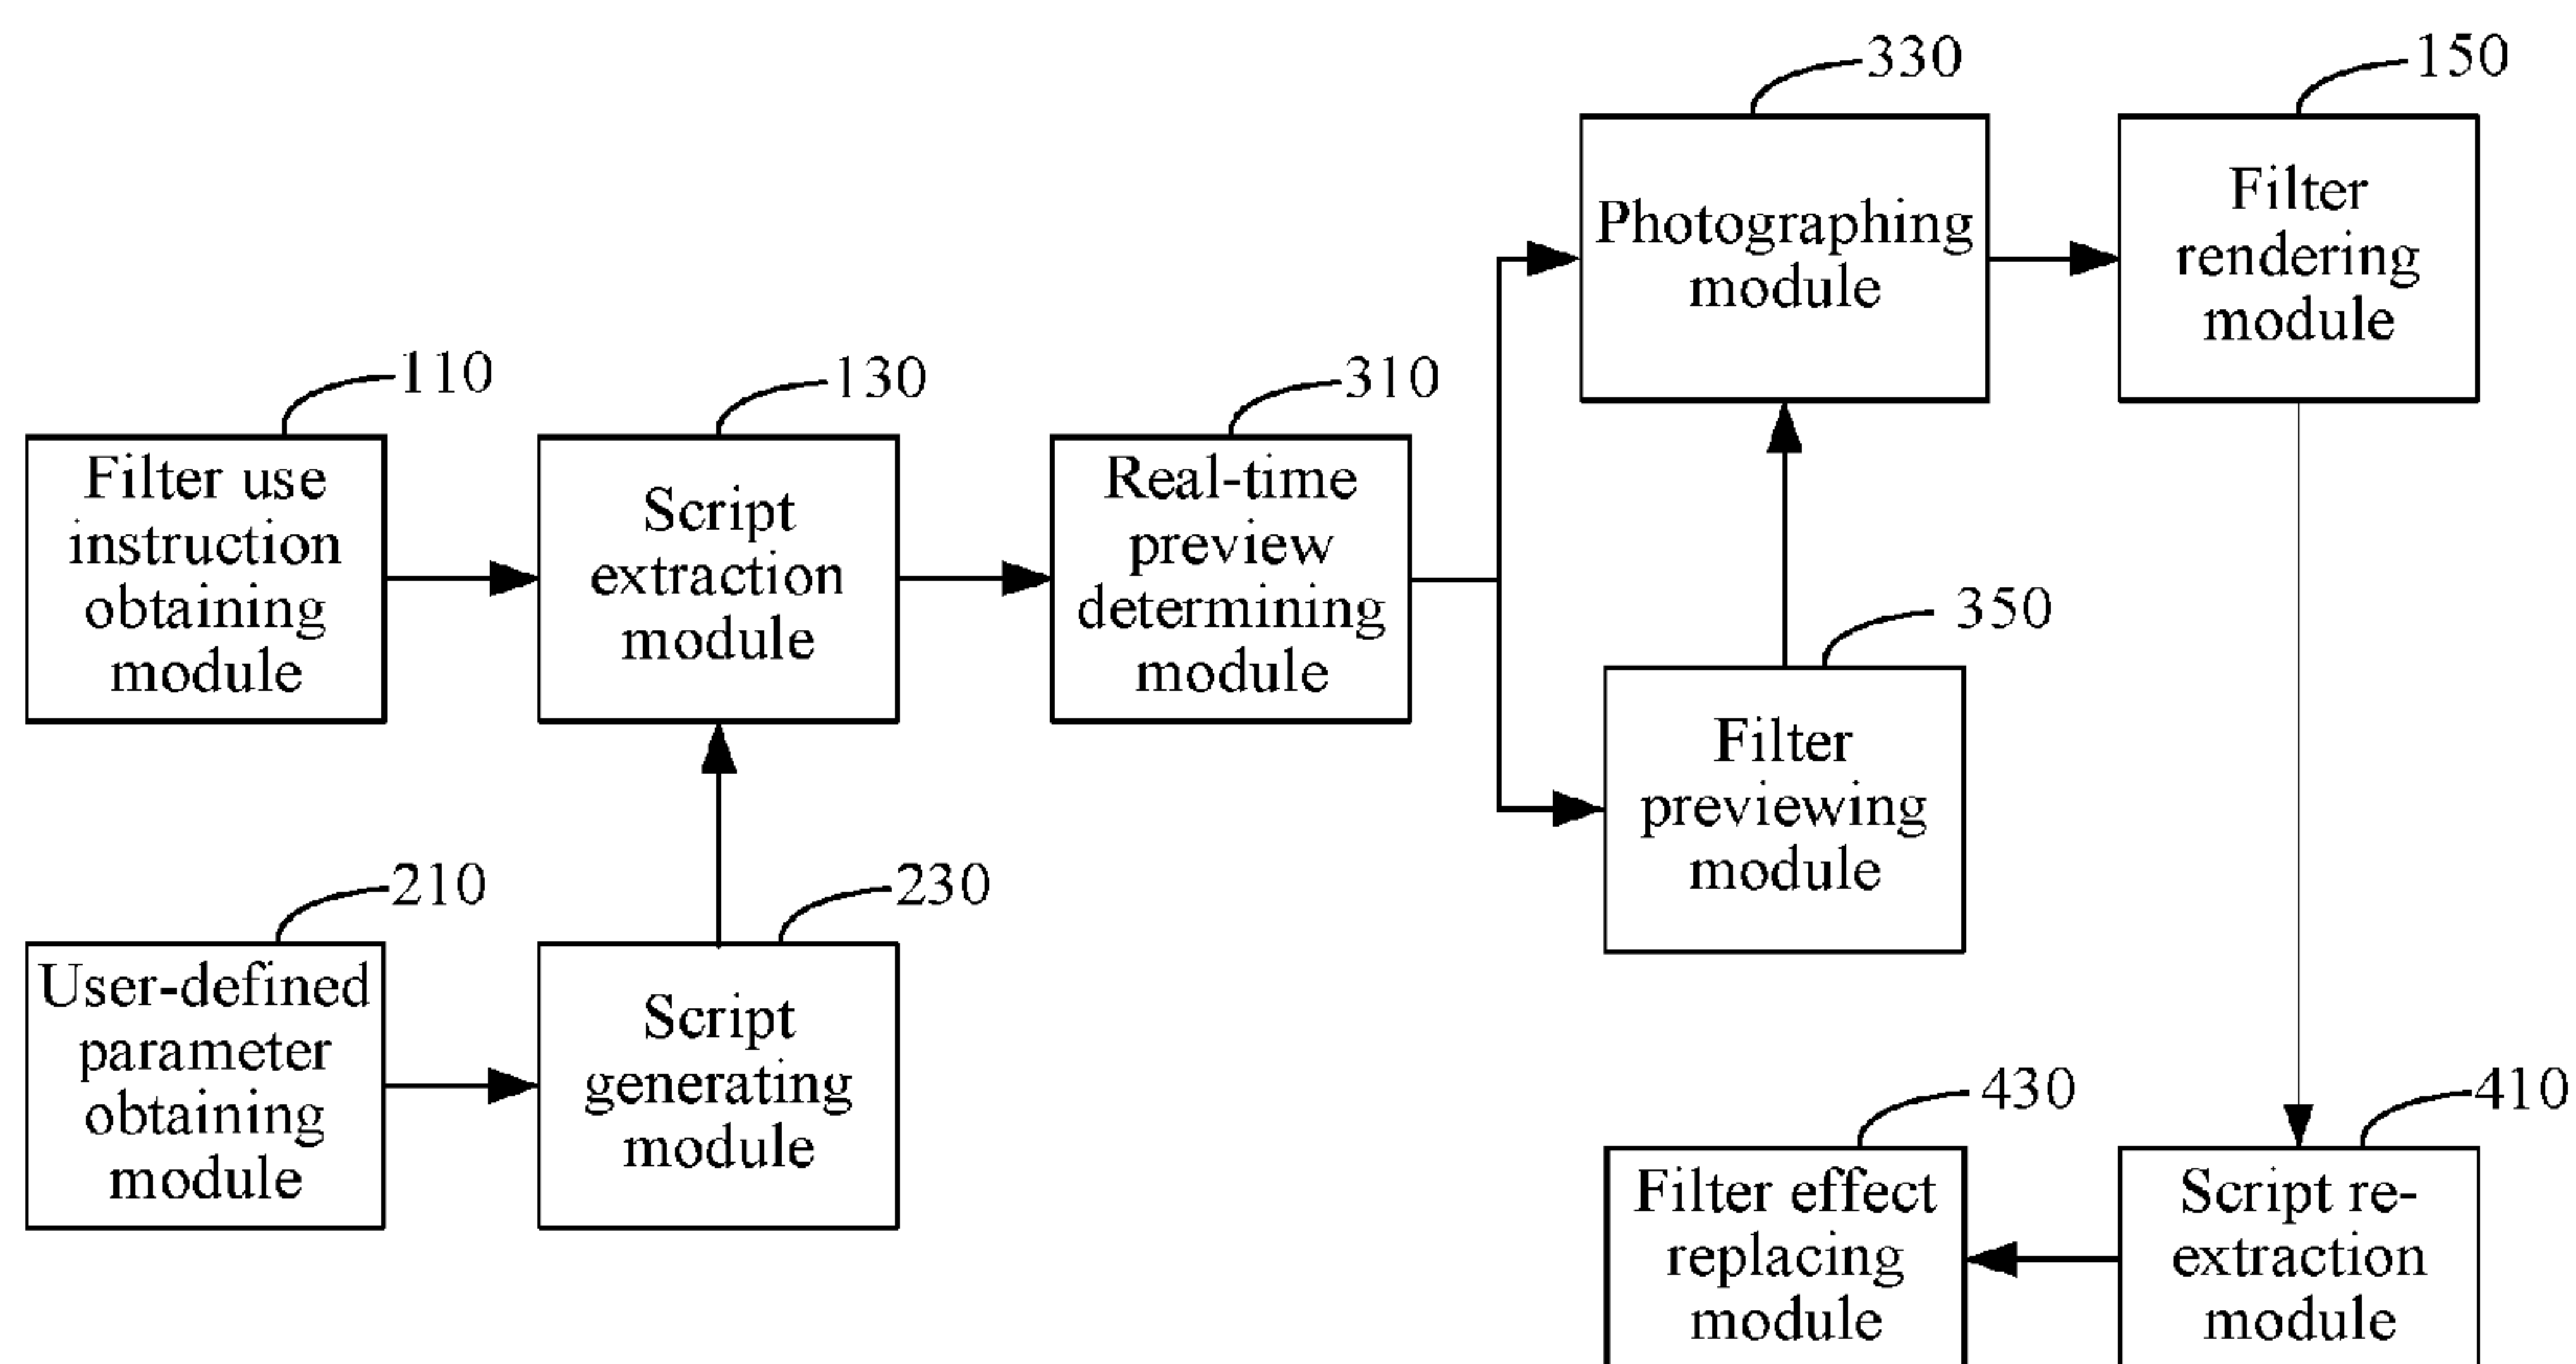 330
150
Photographing
module
Filter
rendering
module
110
130
310
Filter use
instruction
obtaining
module
Script
extraction
module
Real-time
preview
determining
module
350
Filter
previewing
module
210
230
User-defined
parameter
obtaining
module
Script
generating
module
430
410
Filter effect
replacing
module
Script re-
extraction
module